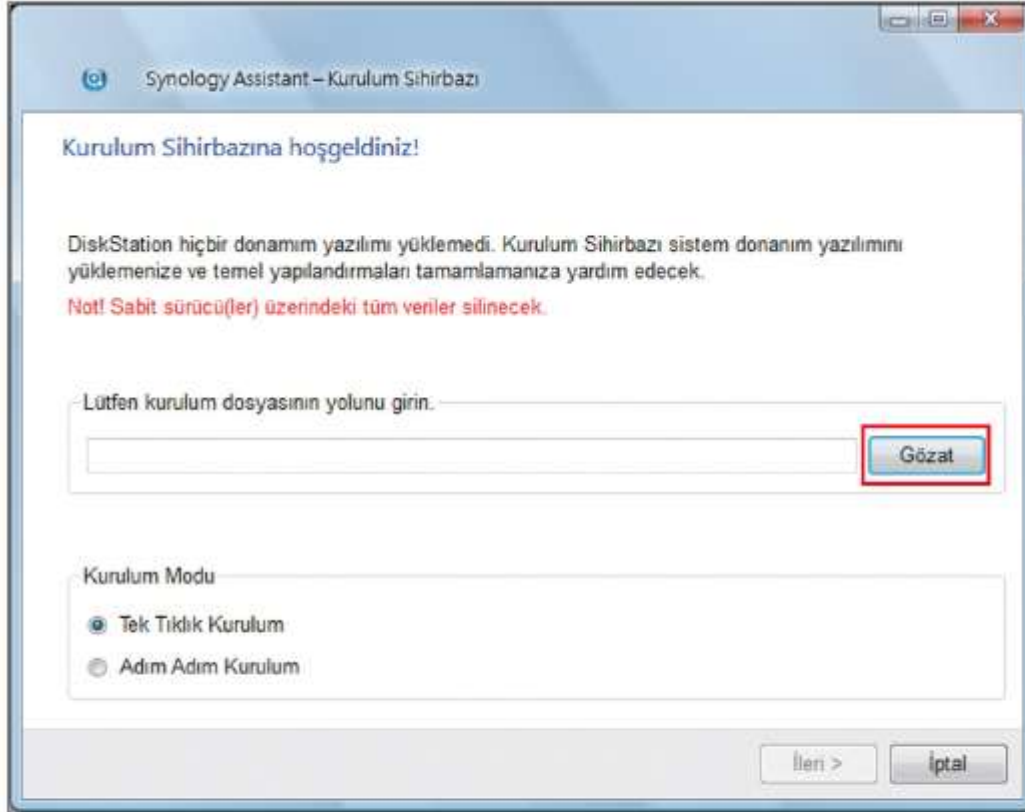 Synology Assistant – Kurulum Sihirbazı
Kurulum Sihirbazına hoşgeldiniz!
DiskStation hiçbir donamım yazılımı yüklemedi. Kurulum Sihirbazı sistem donanım yazılımını
yüklemenize ve temel yapılandırmaları tamamlamanıza yardım edecek.
Not! Sabit sürücü(ler) üzerindeki tüm veriler silinecek.
Lütfen kurulum dosyasının yolunu girin.
Gözat
Kurulum Modu
Tek Tıklık Kurulum
Adım Adım Kurulum
İleri >
İptal